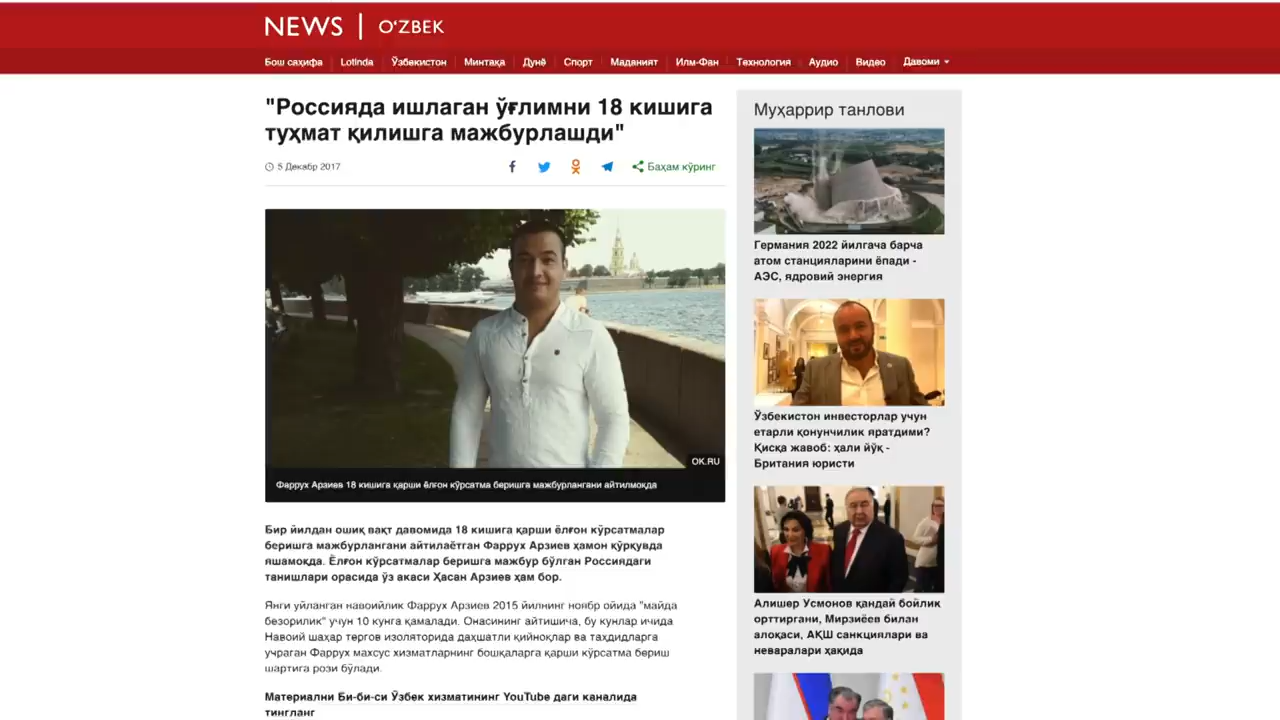 NEWS | O‘ZBEK
Бош саҳифа Lotinda Ўзбекистон Минтақа Дунё Спорт Маданият Илм-Фан Технология Аудио Видео Давоми
"Россияда ишлаган ўғлимни 18 кишига
туҳмат қилишга мажбурлашди"
5 Декабр 2017
Баҳам кўринг
OK.RU
Фаррух Арзиев 18 кишига қарши ёлғон кўрсатма беришга мажбурлангани айтилмоқда
Бир йилдан ошиқ вақт давомида 18 кишига қарши ёлғон кўрсатмалар
беришга мажбурлангани айтилаётган Фаррух Арзиев ҳамон қўрқувда
яшамоқда. Ёлғон кўрсатмалар беришга мажбур бўлган Россиядаги
танишлари орасида ўз акаси Ҳасан Арзиев ҳам бор.
Янги уйланган навоийлик Фаррух Арзиев 2015 йилнинг ноябр ойида "майда
безорилик" учун 10 кунга қамалади. Онасининг айтишича, бу кунлар ичида
Навоий шаҳар тергов изоляторида даҳшатли қийноқлар ва таҳдидларга
учраган Фаррух махсус хизматларнинг бошқаларга қарши кўрсатма бериш
шартига рози бўлади.
Материални Би-би-си Ўзбек хизматининг YouTube даги каналида
тингланг
Муҳаррир танлови
Германия 2022 йилгача барча
атом станцияларини ёпади -
АЭС, ядровий энергия
Ўзбекистон инвесторлар учун
етарли қонунчилик яратдими?
Қисқа жавоб: ҳали йўқ -
Британия юристи
Алишер Усмонов қандай бойлик
орттиргани, Мирзиёев билан
алоқаси, АҚШ санкциялари ва
неваралари ҳақида